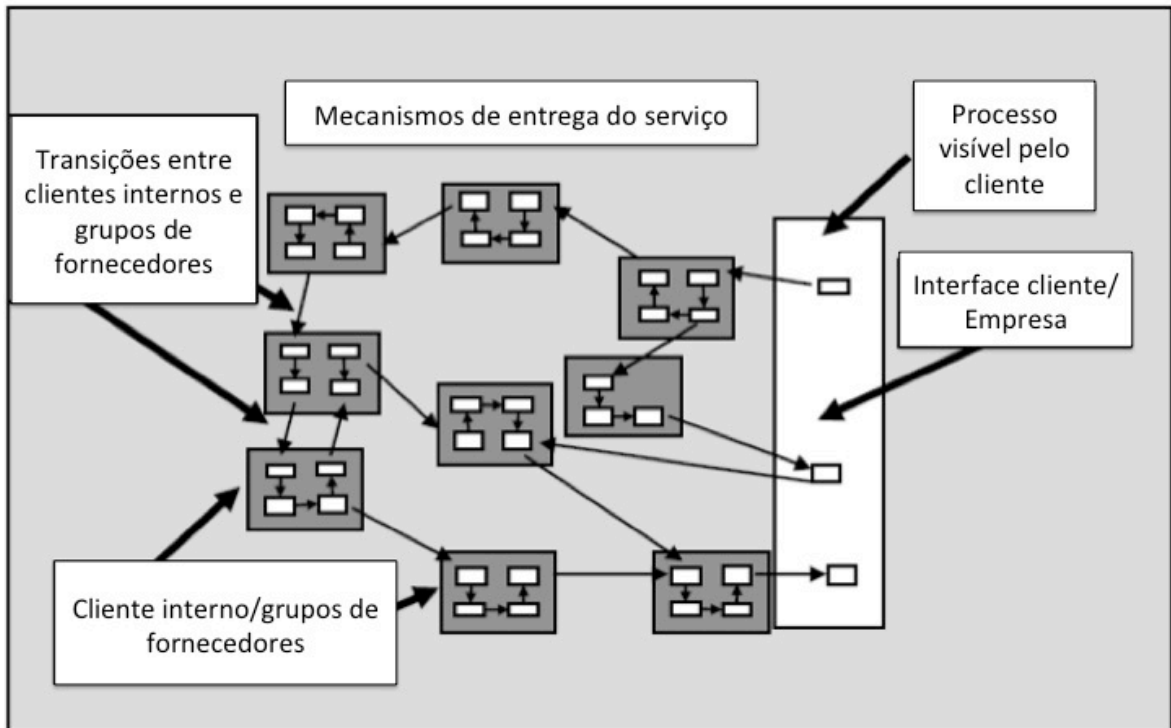 Mecanismos de entrega do serviço
Processo
visível pelo
cliente
Transições entre
clientes internos e
grupos de
fornecedores
Interface cliente/
Empresa
Cliente interno/grupos de
fornecedores